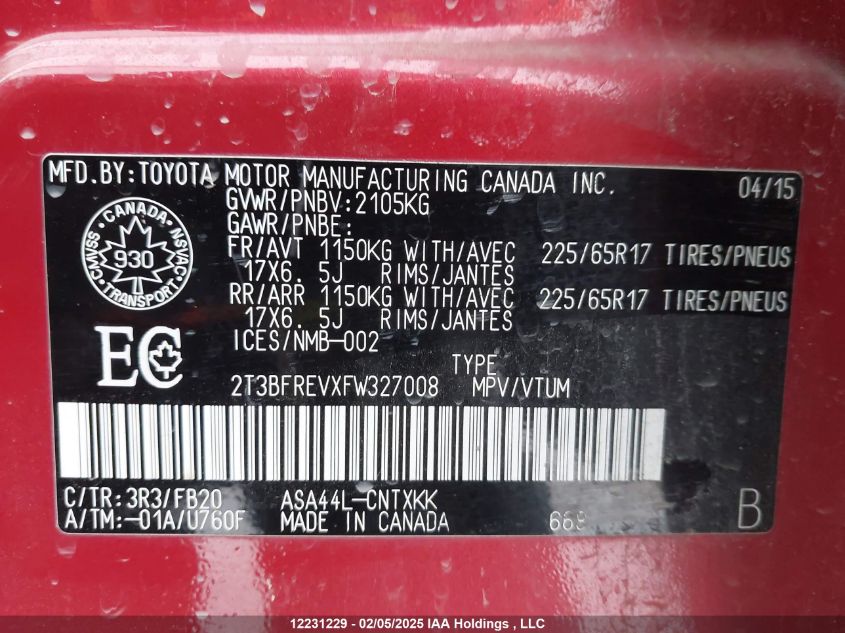 MFD.BY:TOYOTA MOTOR MANUFACTURING CANADA INC. 04/15
GVWR/PNBV:2105KG
GAWR/PNBE:
FR/AVT 1150KG WITH/AVEC 225/65R17 TIRES/PNEUS
17X6. 5J RIMS/JANTES
RR/ARR 1150KG WITH/AVEC 225/65R17 TIRES/PNEUS
17X6. 5J RIMS/JANTES
ICES/NMB-002
CANADA
CMVSS NSVAC
930
TRANSPORT
EC
TYPE
2T3BFREVXFW327008 MPV/VTUM
C/TR:3R3/FB20 ASA44L-CNTXKK
A/TM:-01A/U760F MADE IN CANADA B
12231229 - 02/05/2025 IAA Holdings , LLC